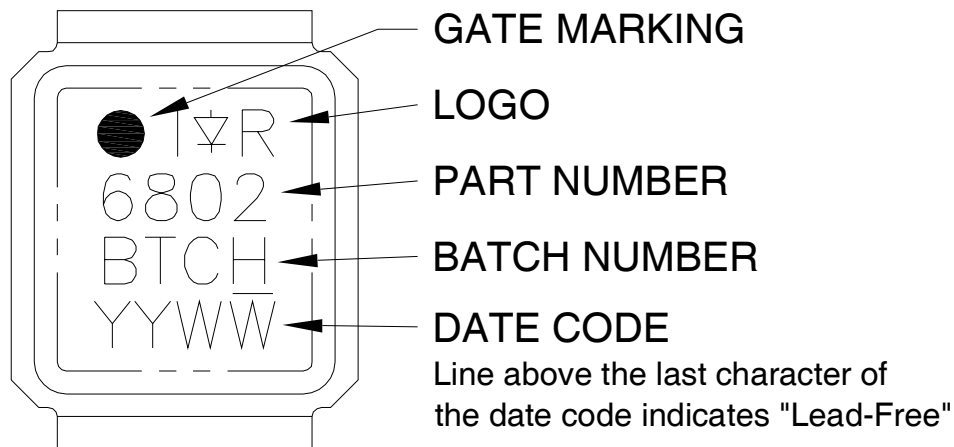 GATE MARKING
I R
LOGO
6802
PART NUMBER
BTCH
BATCH NUMBER
YYWW̅
DATE CODE
Line above the last character of
the date code indicates "Lead-Free"